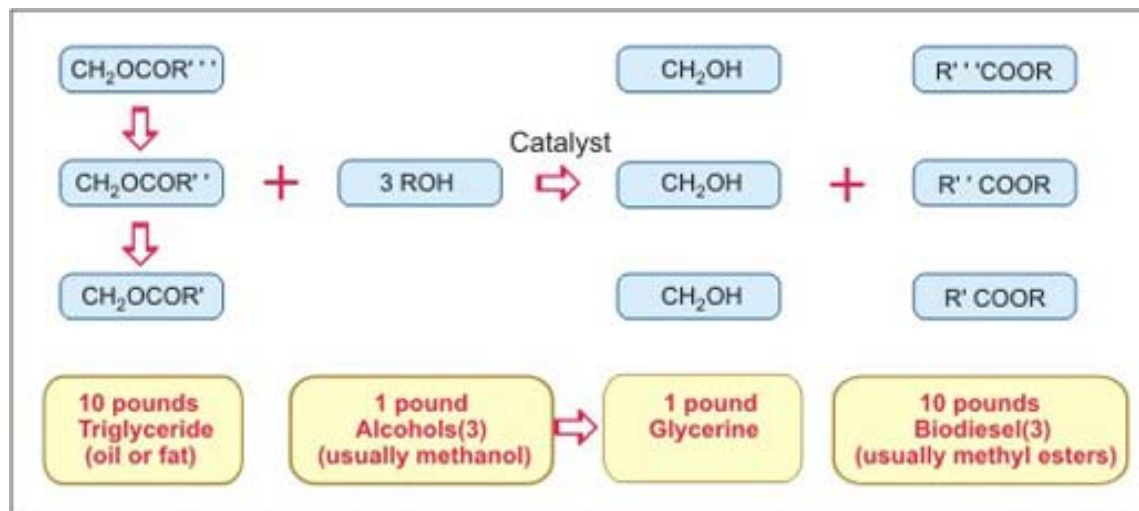 CH₂OCOR' ' '
CH₂OH
R' ' 'COOR
Catalyst
CH₂OCOR' '
+
3 ROH
CH₂OH
+
R' ' COOR
CH₂OCOR'
CH₂OH
R' COOR
10 pounds
Triglyceride
(oil or fat)
1 pound
Alcohols(3)
(usually methanol)
1 pound
Glycerine
10 pounds
Biodiesel(3)
(usually methyl esters)